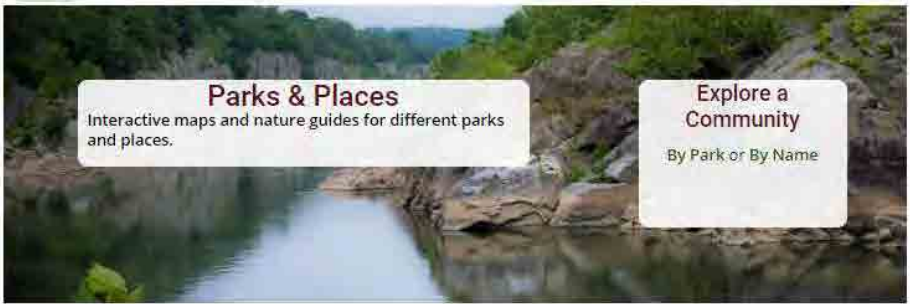 Parks & Places
Interactive maps and nature guides for different parks
and places.
Explore a
Community
By Park or By Name